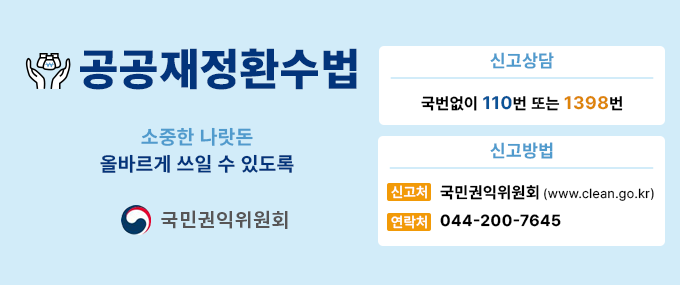 공공재정환수법
소중한 나랏돈
올바르게 쓰일 수 있도록
국민권익위원회
신고상담
국번없이 110번 또는 1398번
신고방법
신고처 국민권익위원회 (www.clean.go.kr)
연락처 044-200-7645